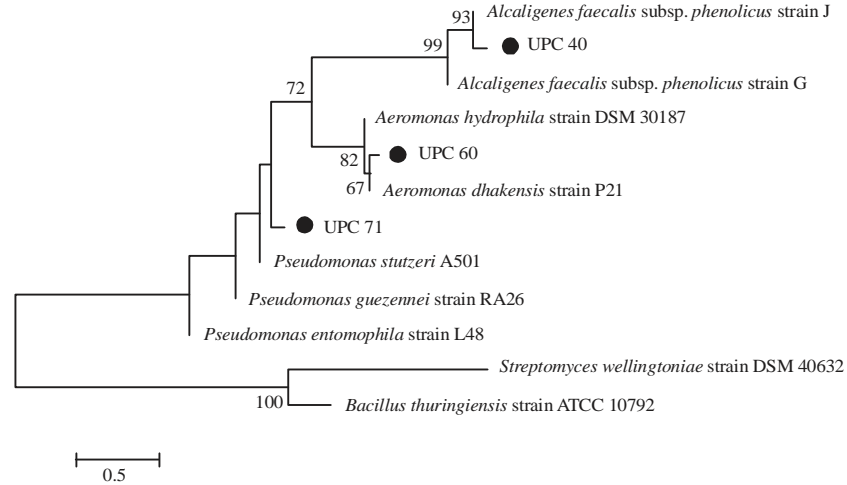 93
Alcaligenes faecalis subsp. phenolicus strain J
99
UPC 40
72
Alcaligenes faecalis subsp. phenolicus strain G
Aeromonas hydrophila strain DSM 30187
82
UPC 60
67
Aeromonas dhakensis strain P21
UPC 71
Pseudomonas stutzeri A501
Pseudomonas guezennei strain RA26
Pseudomonas entomophila strain L48
Streptomyces wellingtoniae strain DSM 40632
100
Bacillus thuringiensis strain ATCC 10792
0.5